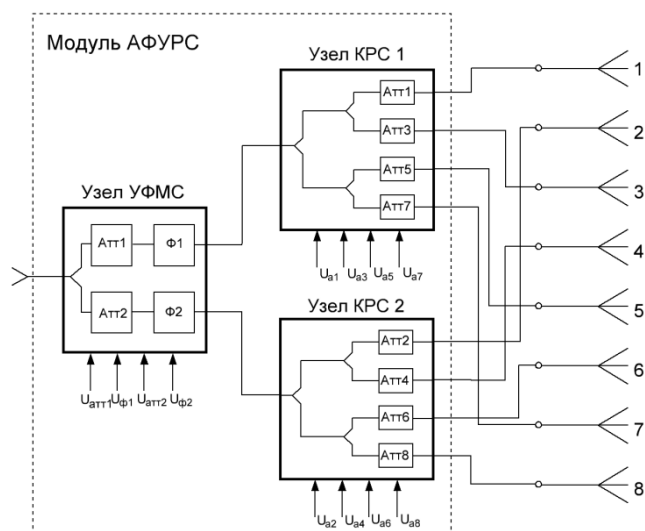 Модуль АФУРС
Узел КРС 1
Атт1
Атт3
Атт5
Атт7
Uа1 Uа3 Uа5 Uа7
Узел УФМС
Атт1 Ф1
Атт2 Ф2
Uатт1 Uф1 Uатт2 Uф2
Узел КРС 2
Атт2
Атт4
Атт6
Атт8
Uа2 Uа4 Uа6 Uа8
1
2
3
4
5
6
7
8